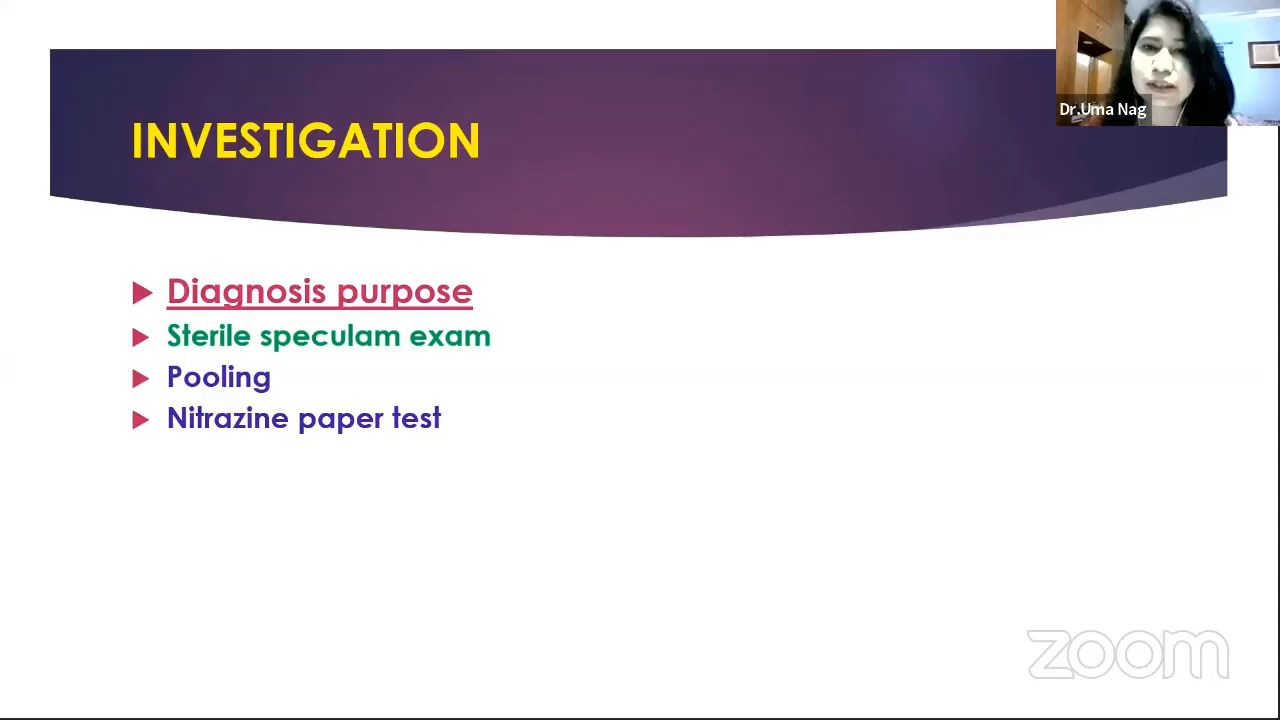 Dr.Uma Nag
INVESTIGATION
Diagnosis purpose
Sterile speculam exam
Pooling
Nitrazine paper test
zoom